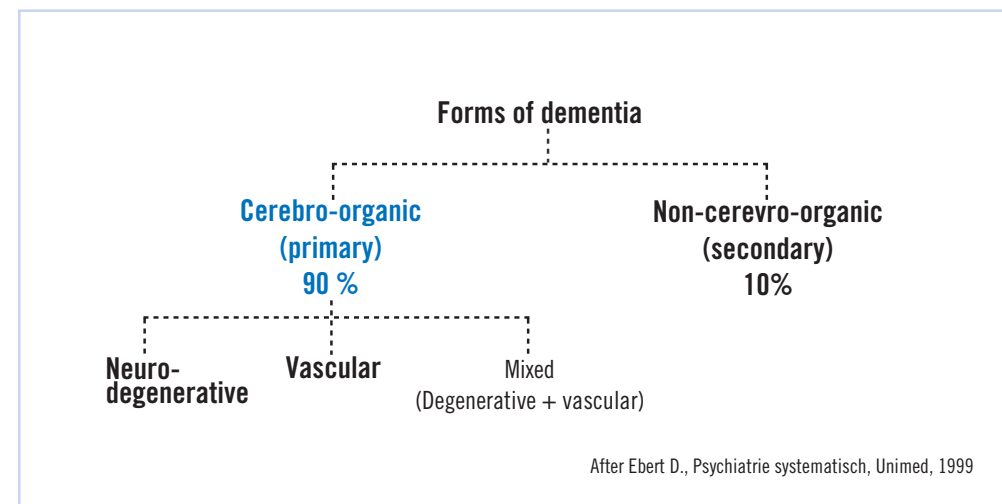 Forms of dementia
Cerebro-organic
(primary)
90 %
Non-cerevro-organic
(secondary)
10%
Neuro-
degenerative
Vascular
Mixed
(Degenerative + vascular)
After Ebert D., Psychiatrie systematisch, Unimed, 1999